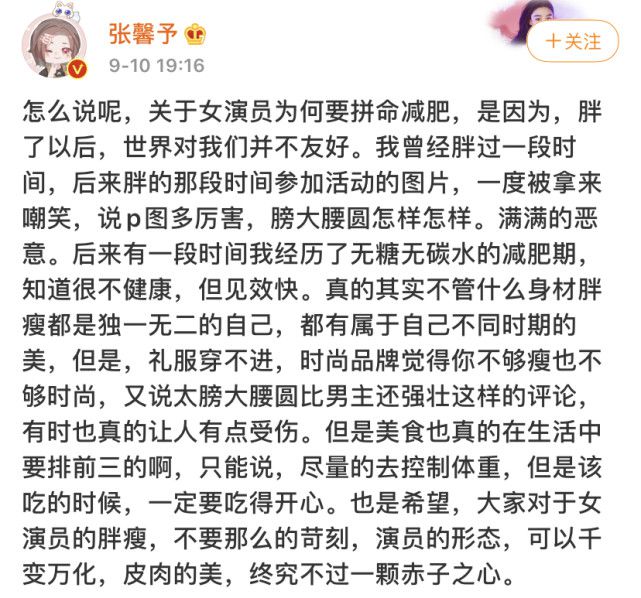 张馨予
9-10 19:16
+关注
怎么说呢，关于女演员为何要拼命减肥，是因为，胖
了以后，世界对我们并不友好。我曾经胖过一段时
间，后来胖的那段时间参加活动的图片，一度被拿来
嘲笑，说p图多厉害，膀大腰圆怎样怎样。满满的恶
意。后来有一段时间我经历了无糖无碳水的减肥期，
知道很不健康，但见效快。真的其实不管什么身材胖
瘦都是独一无二的自己，都有属于自己不同时期的
美，但是，礼服穿不进，时尚品牌觉得你不够瘦也不
够时尚，又说太膀大腰圆比男主还强壮这样的评论，
有时也真的让人有点受伤。但是美食也真的在生活中
要排前三的啊，只能说，尽量的去控制体重，但是该
吃的时候，一定要吃得开心。也是希望，大家对于女
演员的胖瘦，不要那么的苛刻，演员的形态，可以千
变万化，皮肉的美，终究不过一颗赤子之心。